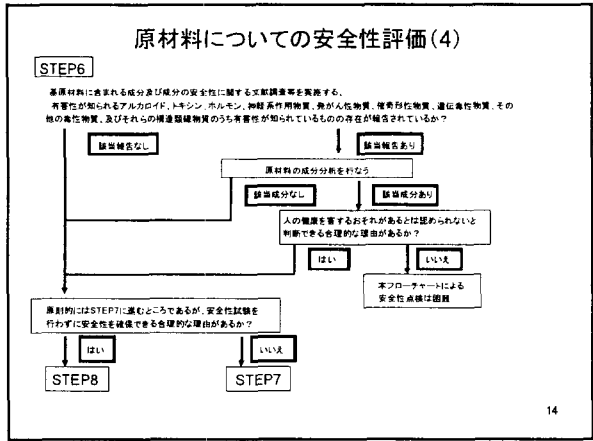 原材料についての安全性評価(4)
STEP6
基原材料に含まれる成分及び成分の安全性に関する文献調査等を実施する、
有害性が知られるアルカロイド、トキシン、ホルモン、神経系作用物質、発がん性物質、催奇形性物質、遺伝毒性物質、その
他の毒性物質、及びそれらの構造類縁物質のうち有害性が知られているものの存在が報告されているか?
該当報告なし
該当報告あり
原材料の成分分析を行なう
該当成分なし
該当成分あり
人の健康を害するおそれがあるとは認められないと
判断できる合理的な理由があるか?
はい
いいえ
本フローチャートによる
安全性点検は困難
原則的にはSTEP7に進むところであるが、安全性試験を
行わずに安全性を確保できる合理的な理由があるか?
はい
いいえ
STEP8
STEP7
14